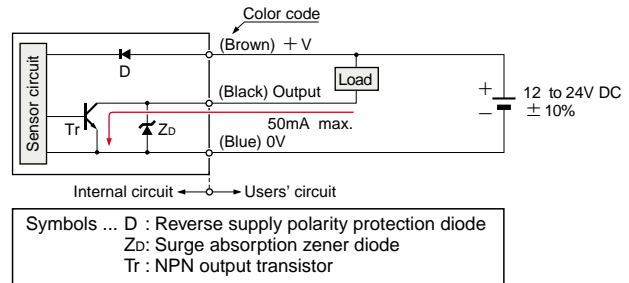 Color code
(Brown) +V
D
Load
Sensor circuit
(Black) Output
+
12 to 24V DC
Tr
ZD
−
±10%
50mA max.
(Blue) 0V
Internal circuit
Users' circuit
Symbols ... D : Reverse supply polarity protection diode
ZD: Surge absorption zener diode
Tr : NPN output transistor